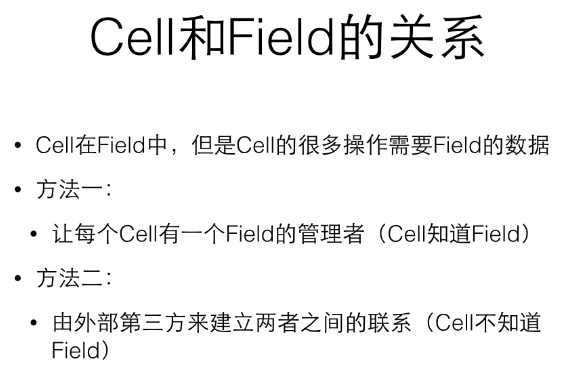 Cell和Field的关系
• Cell在Field中，但是Cell的很多操作需要Field的数据
• 方法一：
• 让每个Cell有一个Field的管理者（Cell知道Field）
• 方法二：
• 由外部第三方来建立两者之间的联系（Cell不知道
Field）